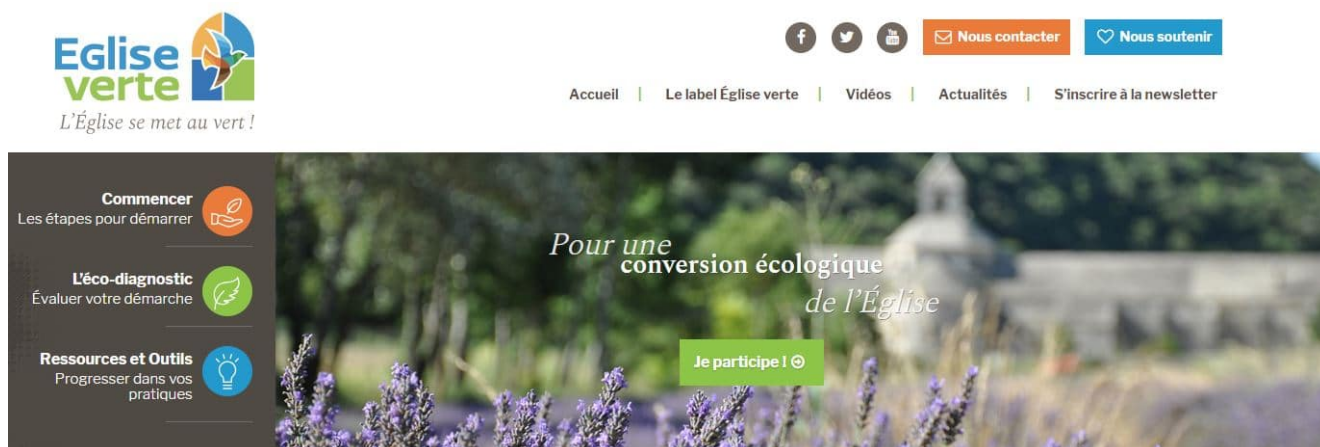 Eglise
verte
L'Église se met au vert !
Nous contacter
Nous soutenir
Accueil | Le label Église verte | Vidéos | Actualités | S'inscrire à la newsletter
Commencer
Les étapes pour démarrer
L'éco-diagnostic
Évaluer votre démarche
Ressources et Outils
Progresser dans vos
pratiques
Pour une
conversion écologique
de l'Église
Je participe !